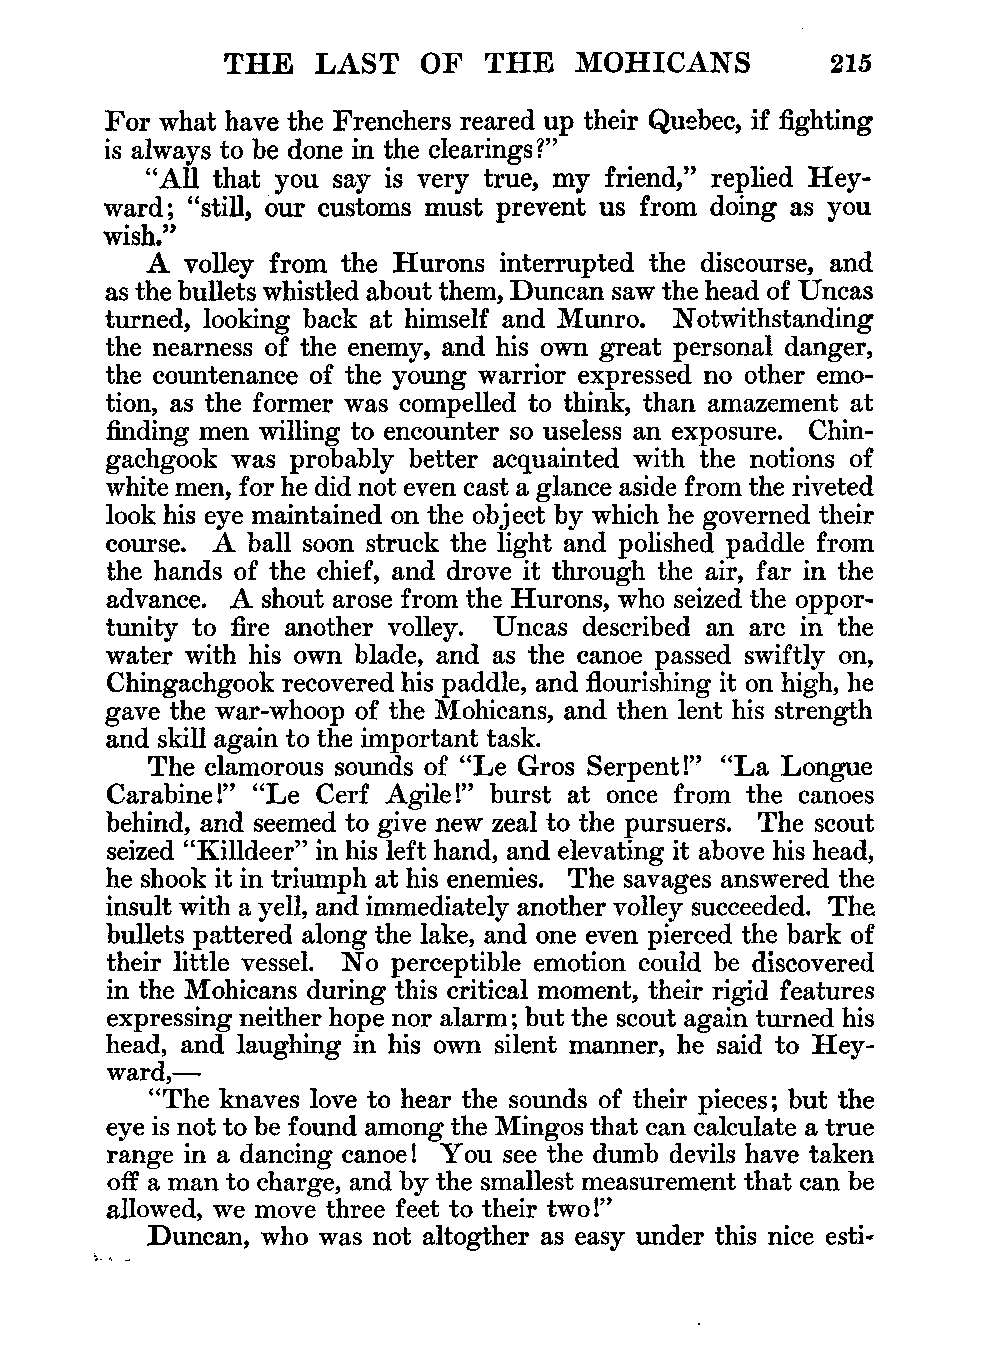 THE LAST OF THE MOHICANS 215
For what have the Frenchers reared up their Quebec, if fighting
is always to be done in the clearings?”
“All that you say is very true, my friend,” replied Hey-
ward; “still, our customs must prevent us from doing as you
wish.”
A volley from the Hurons interrupted the discourse, and
as the bullets whistled about them, Duncan saw the head of Uncas
turned, looking back at himself and Munro. Notwithstanding
the nearness of the enemy, and his own great personal danger,
the countenance of the young warrior expressed no other emo-
tion, as the former was compelled to think, than amazement at
finding men willing to encounter so useless an exposure. Chin-
gachgook was probably better acquainted with the notions of
white men, for he did not even cast a glance aside from the riveted
look his eye maintained on the object by which he governed their
course. A ball soon struck the light and polished paddle from
the hands of the chief, and drove it through the air, far in the
advance. A shout arose from the Hurons, who seized the oppor-
tunity to fire another volley. Uncas described an arc in the
water with his own blade, and as the canoe passed swiftly on,
Chingachgook recovered his paddle, and flourishing it on high, he
gave the war-whoop of the Mohicans, and then lent his strength
and skill again to the important task.
The clamorous sounds of “Le Gros Serpent!” “La Longue
Carabine!” “Le Cerf Agile!” burst at once from the canoes
behind, and seemed to give new zeal to the pursuers. The scout
seized “Killdeer” in his left hand, and elevating it above his head,
he shook it in triumph at his enemies. The savages answered the
insult with a yell, and immediately another volley succeeded. The
bullets pattered along the lake, and one even pierced the bark of
their little vessel. No perceptible emotion could be discovered
in the Mohicans during this critical moment, their rigid features
expressing neither hope nor alarm; but the scout again turned his
head, and laughing in his own silent manner, he said to Hey-
ward,—
“The knaves love to hear the sounds of their pieces; but the
eye is not to be found among the Mingos that can calculate a true
range in a dancing canoe! You see the dumb devils have taken
off a man to charge, and by the smallest measurement that can be
allowed, we move three feet to their two!”
Duncan, who was not altogther as easy under this nice esti-